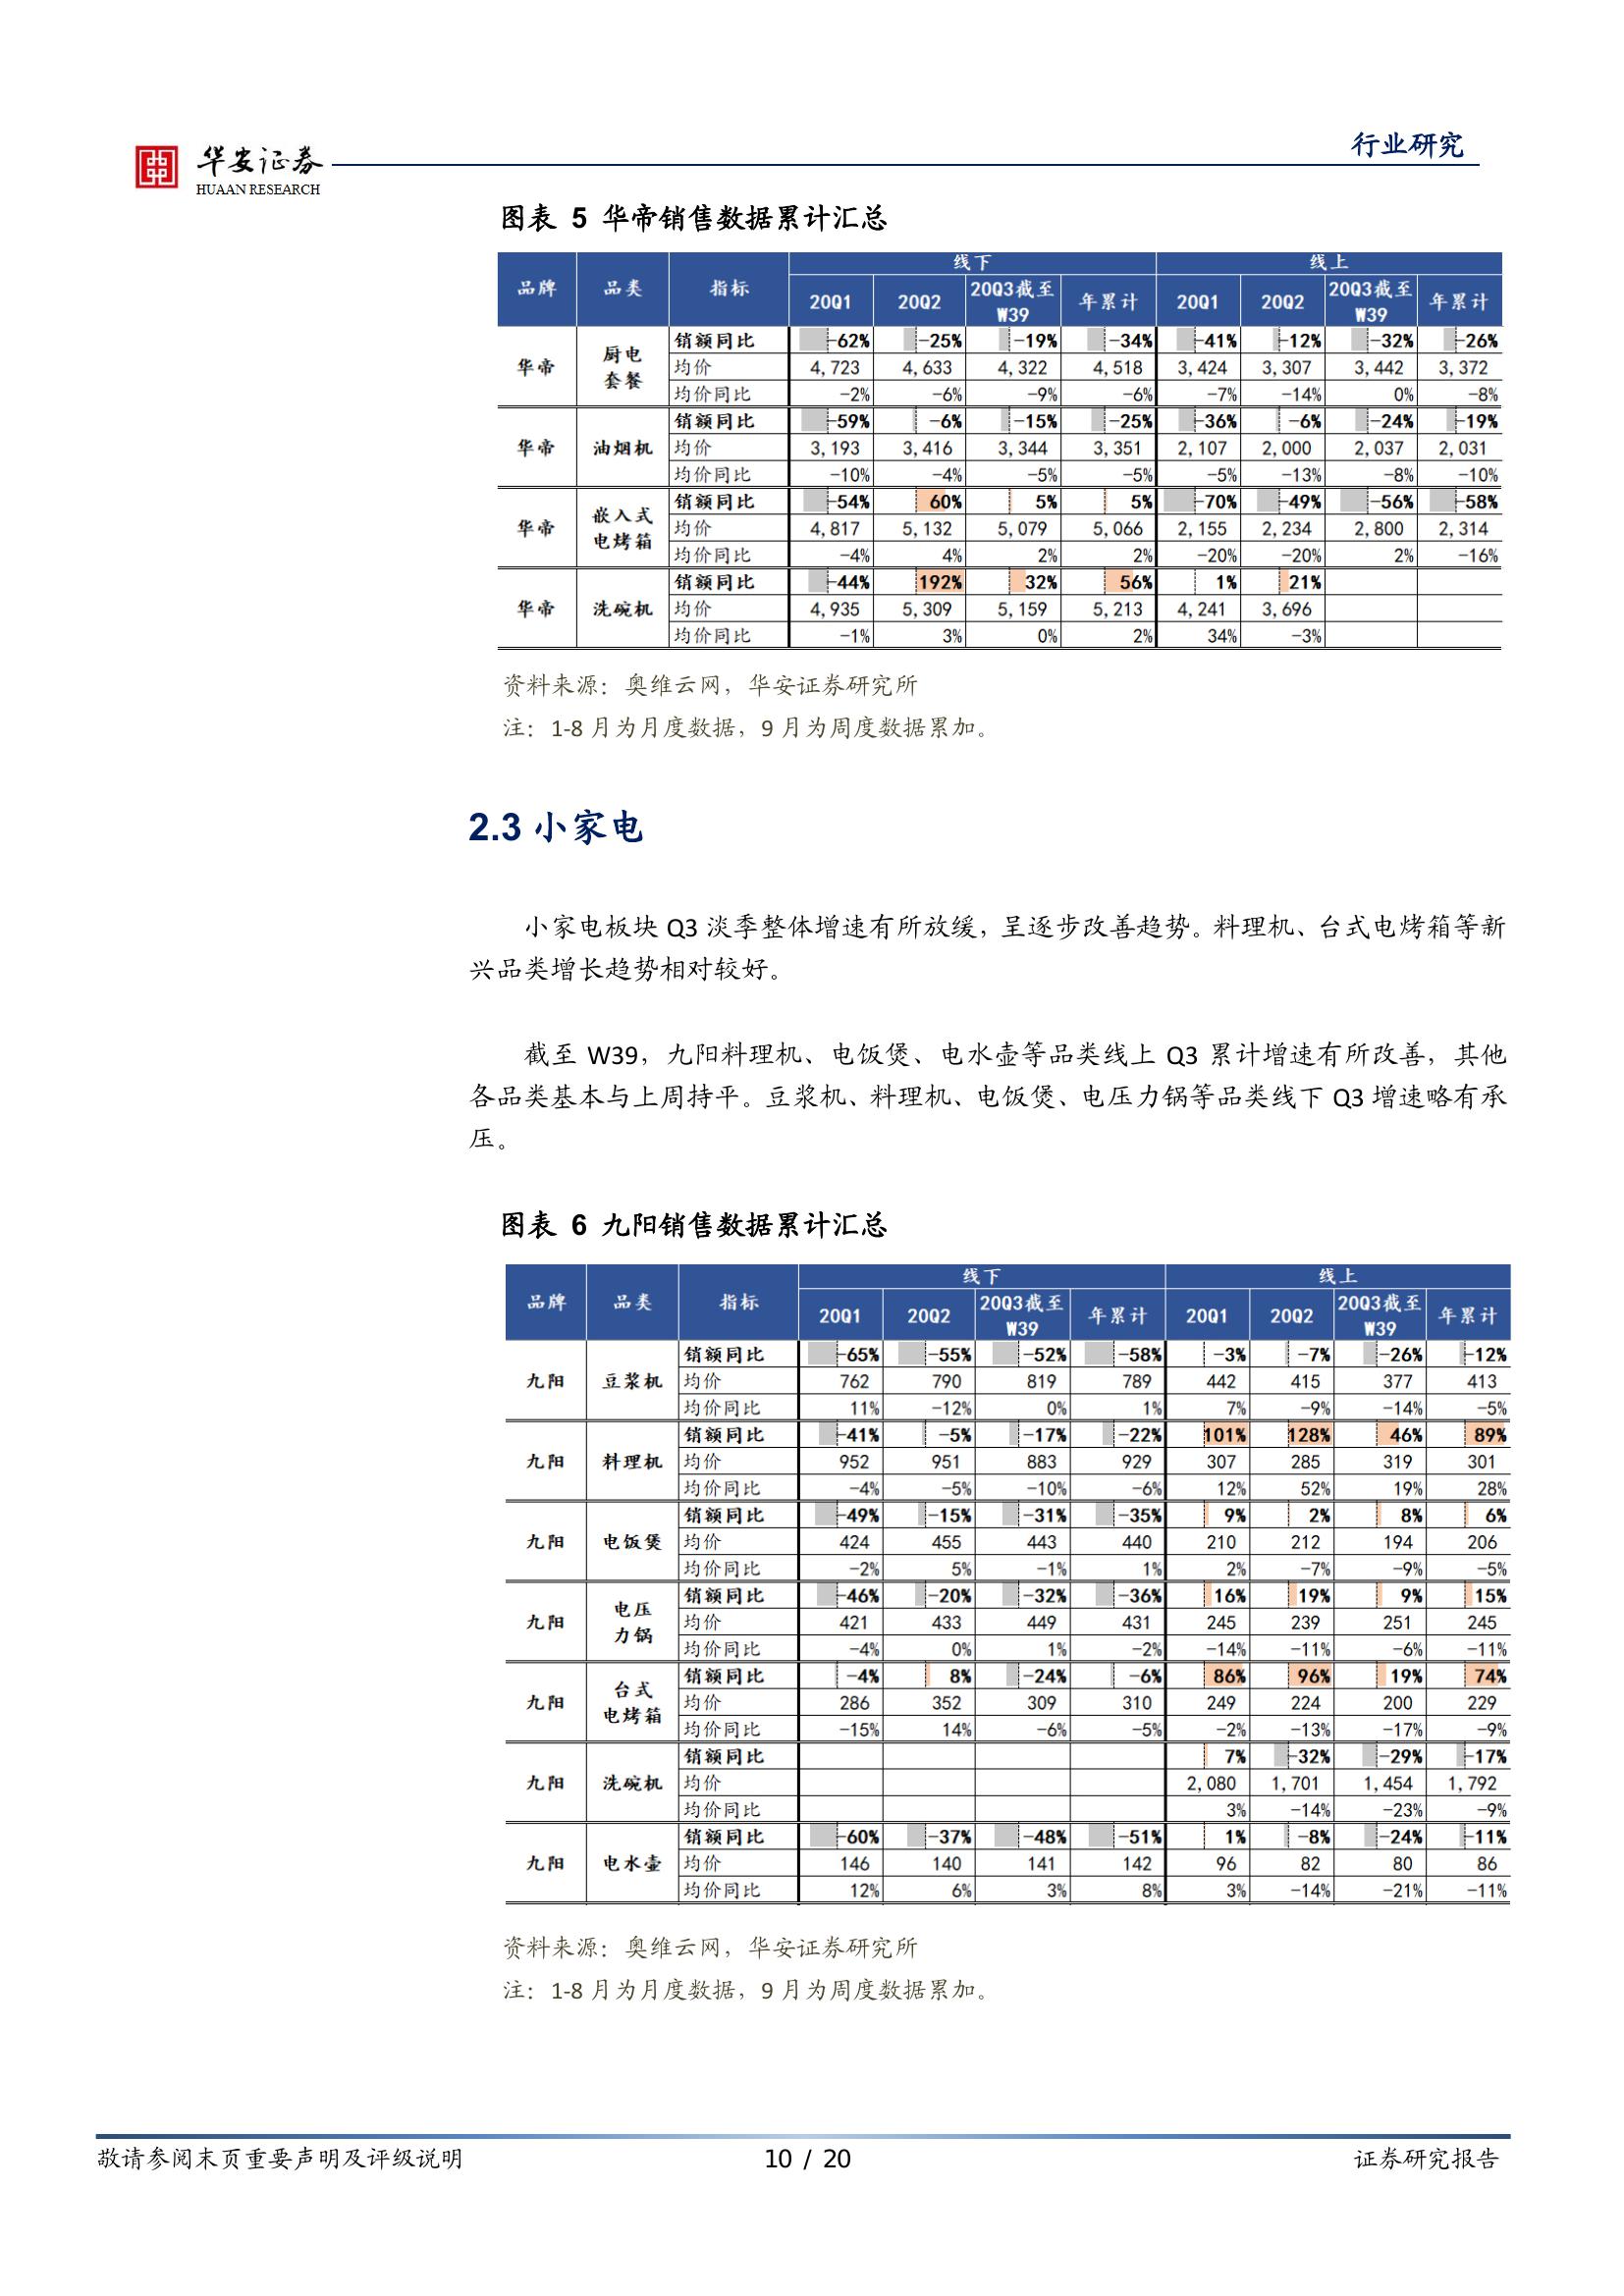 行业研究
华安证券
HUAAN RESEARCH
图表 5 华帝销售数据累计汇总
品牌 品类 指标 线下 线上
20Q1 20Q2 20Q3截至W39 年累计 20Q1 20Q2 20Q3截至W39 年累计
华帝 厨电套餐 销额同比 -62% -25% -19% -34% -41% -12% -32% -26%
均价 4,723 4,633 4,322 4,518 3,424 3,307 3,442 3,372
均价同比 -2% -6% -9% -6% -7% -14% 0% -8%
华帝 油烟机 销额同比 -59% -6% -15% -25% -36% -6% -24% -19%
均价 3,193 3,416 3,344 3,351 2,107 2,000 2,037 2,031
均价同比 -10% -4% -5% -5% -5% -13% -8% -10%
华帝 嵌入式电烤箱 销额同比 -54% 60% 5% 5% -70% -49% -56% -58%
均价 4,817 5,132 5,079 5,066 2,155 2,234 2,800 2,314
均价同比 -4% 4% 2% 2% -20% -20% 2% -16%
华帝 洗碗机 销额同比 -44% 192% 32% 56% 1% 21%
均价 4,935 5,309 5,159 5,213 4,241 3,696
均价同比 -1% 3% 0% 2% 34% -3%
资料来源：奥维云网，华安证券研究所
注：1-8 月为月度数据，9 月为周度数据累加。
2.3 小家电
小家电板块 Q3 淡季整体增速有所放缓，呈逐步改善趋势。料理机、台式电烤箱等新
兴品类增长趋势相对较好。
截至 W39，九阳料理机、电饭煲、电水壶等品类线上 Q3 累计增速有所改善，其他
各品类基本与上周持平。豆浆机、料理机、电饭煲、电压力锅等品类线下 Q3 增速略有承
压。
图表 6 九阳销售数据累计汇总
品牌 品类 指标 线下 线上
20Q1 20Q2 20Q3截至W39 年累计 20Q1 20Q2 20Q3截至W39 年累计
九阳 豆浆机 销额同比 -65% -55% -52% -58% -3% -7% -26% -12%
均价 762 790 819 789 442 415 377 413
均价同比 11% -12% 0% 1% 7% -9% -14% -5%
九阳 料理机 销额同比 -41% -5% -17% -22% 101% 128% 46% 89%
均价 952 951 883 929 307 285 319 301
均价同比 -4% -5% -10% -6% 12% 52% 19% 28%
九阳 电饭煲 销额同比 -49% -15% -31% -35% 9% 2% 8% 6%
均价 424 455 443 440 210 212 194 206
均价同比 -2% 5% -1% 1% 2% -7% -9% -5%
九阳 电压力锅 销额同比 -46% -20% -32% -36% 16% 19% 9% 15%
均价 421 433 449 431 245 239 251 245
均价同比 -4% 0% 1% -2% -14% -11% -6% -11%
九阳 台式电烤箱 销额同比 -4% 8% -24% -6% 86% 96% 19% 74%
均价 286 352 309 310 249 224 200 229
均价同比 -15% 14% -6% -5% -2% -13% -17% -9%
九阳 洗碗机 销额同比 7% -32% -29% -17%
均价 2,080 1,701 1,454 1,792
均价同比 3% -14% -23% -9%
九阳 电水壶 销额同比 -60% -37% -48% -51% 1% -8% -24% -11%
均价 146 140 141 142 96 82 80 86
均价同比 12% 6% 3% 8% 3% -14% -21% -11%
资料来源：奥维云网，华安证券研究所
注：1-8 月为月度数据，9 月为周度数据累加。
敬请参阅末页重要声明及评级说明 10 / 20 证券研究报告